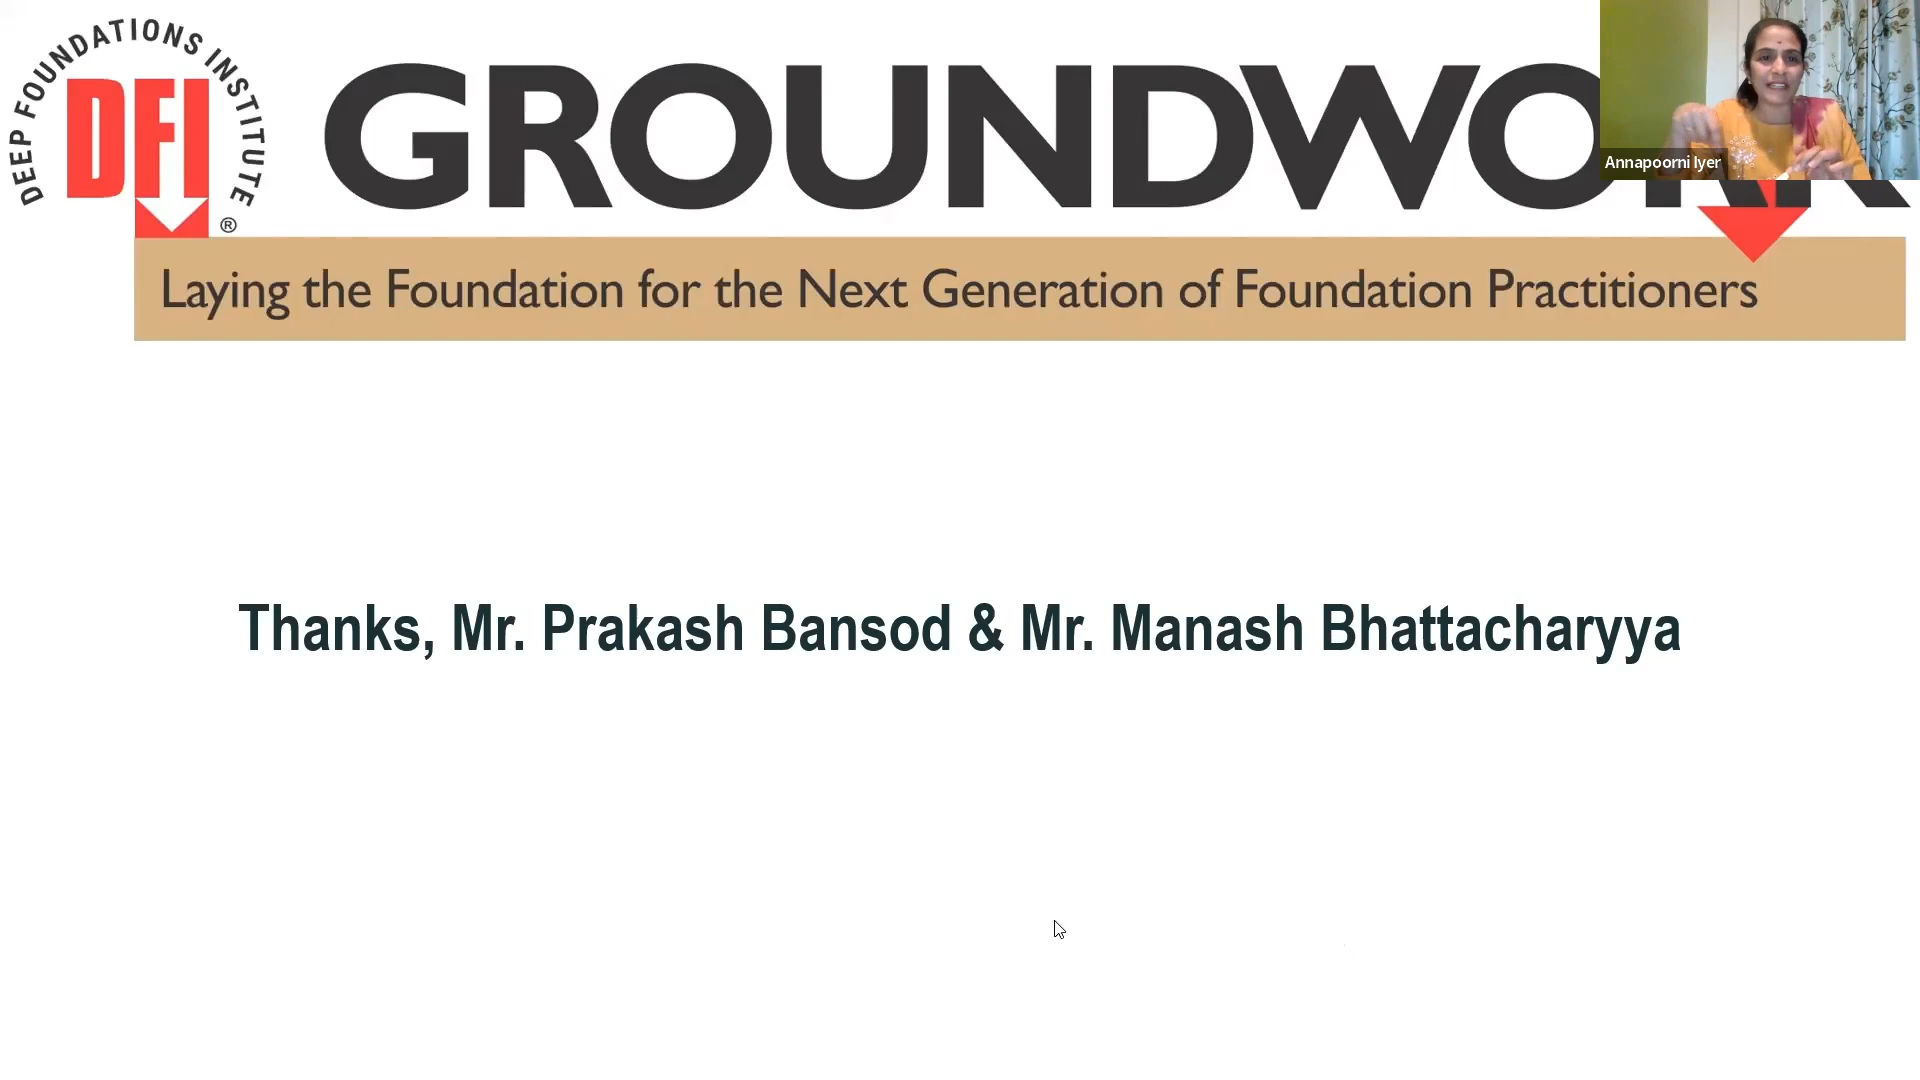 DEEP FOUNDATIONS INSTITUTE
DFI
®
GROUNDWORK
Annapoorni Iyer
Laying the Foundation for the Next Generation of Foundation Practitioners
Thanks, Mr. Prakash Bansod & Mr. Manash Bhattacharyya